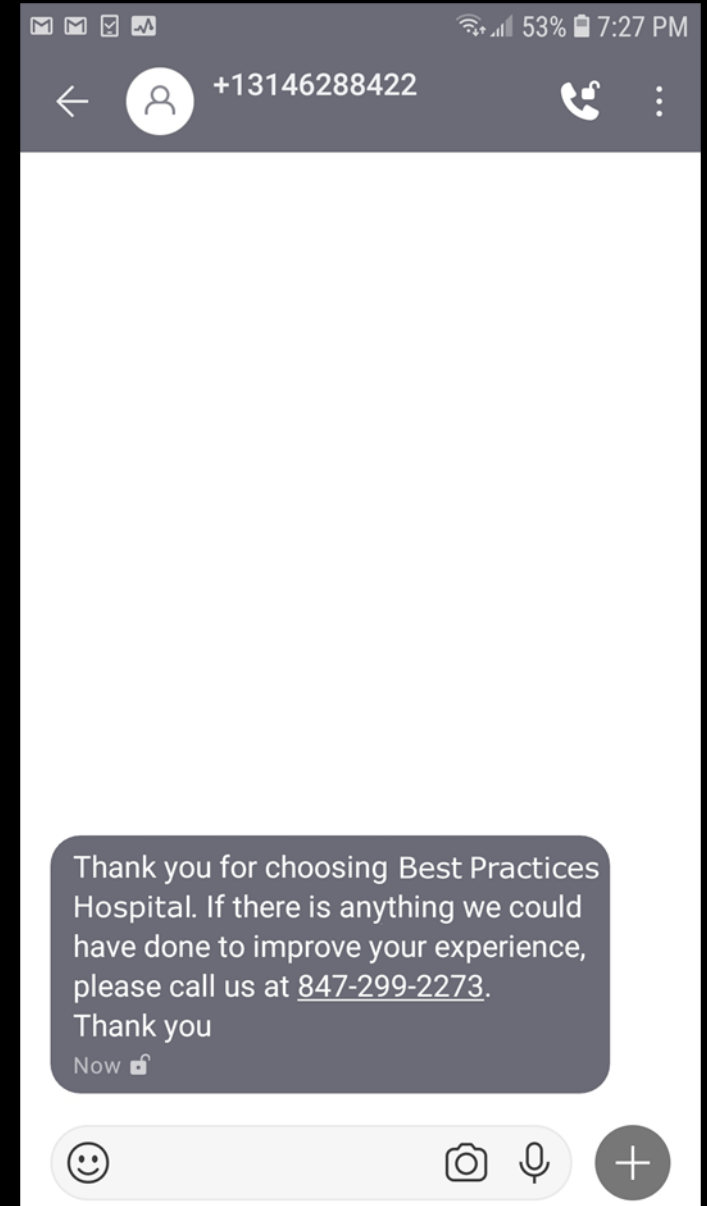 53% 7:27 PM
+13146288422
Thank you for choosing Best Practices
Hospital. If there is anything we could
have done to improve your experience,
please call us at 847-299-2273.
Thank you
Now